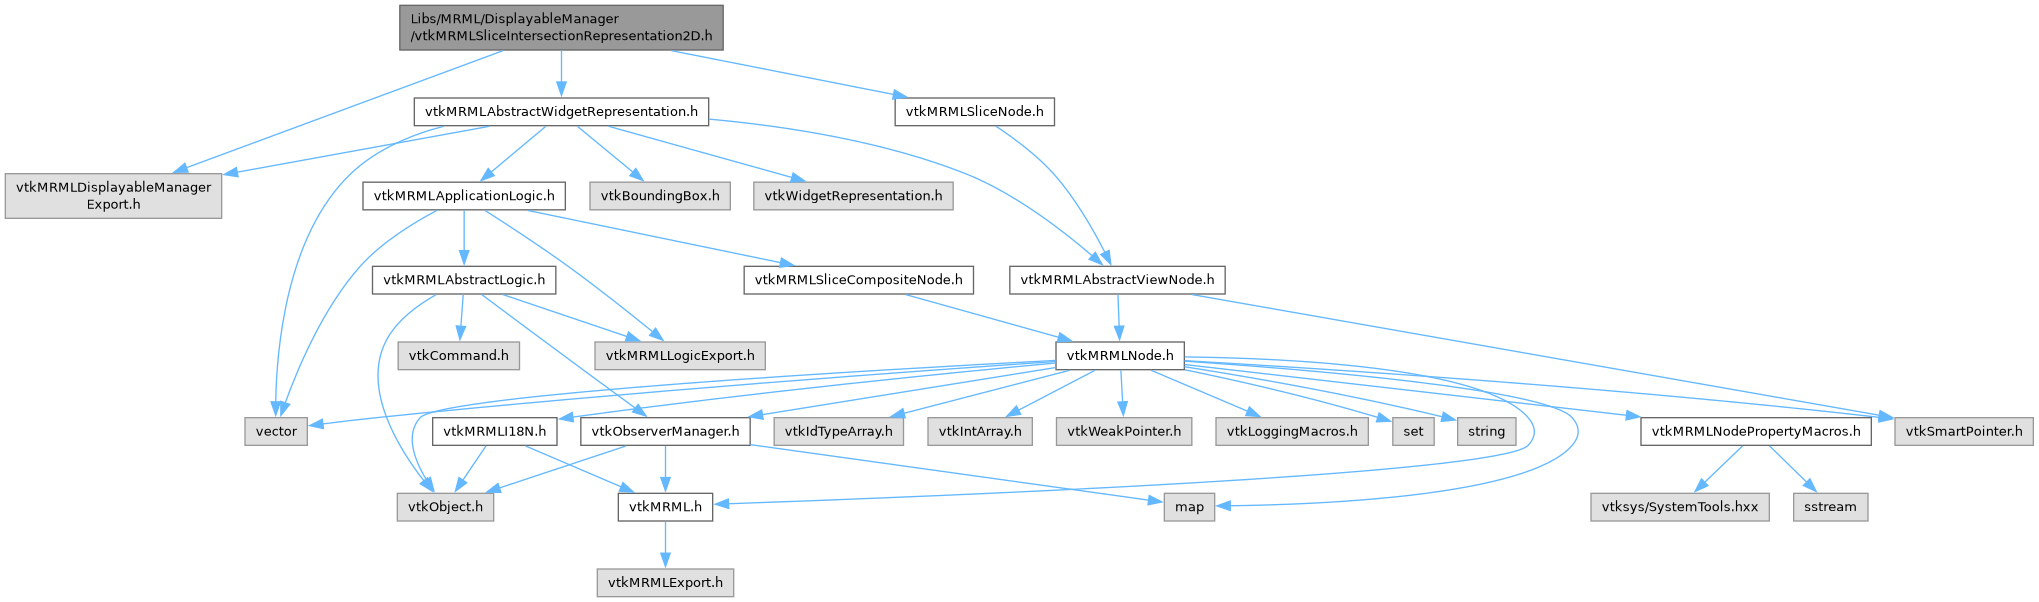 Libs/MRML/DisplayableManager
/vtkMRMLSliceIntersectionRepresentation2D.h
vtkMRMLAbstractWidgetRepresentation.h
vtkMRMLSliceNode.h
vtkMRMLDisplayableManager
Export.h
vtkMRMLApplicationLogic.h
vtkBoundingBox.h
vtkWidgetRepresentation.h
vtkMRMLAbstractLogic.h
vtkMRMLSliceCompositeNode.h
vtkMRMLAbstractViewNode.h
vtkCommand.h
vtkMRMLLogicExport.h
vtkMRMLNode.h
vector
vtkMRMLI18N.h
vtkObserverManager.h
vtkIdTypeArray.h
vtkIntArray.h
vtkWeakPointer.h
vtkLoggingMacros.h
set
string
vtkMRMLNodePropertyMacros.h
vtkSmartPointer.h
vtkObject.h
vtkMRML.h
map
vtksys/SystemTools.hxx
sstream
vtkMRMLExport.h